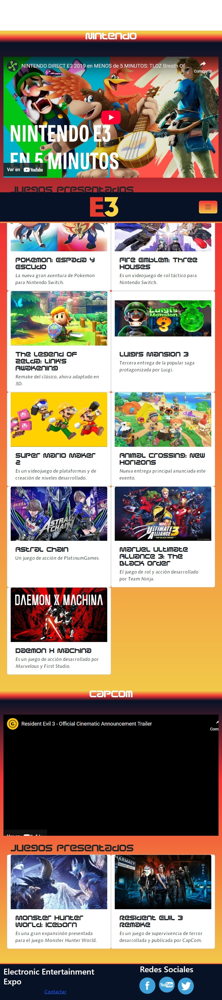 Nintendo
NINTENDO DIRECT E3 2019 en MENOS de 5 MINUTOS: TLOZ Breath Of ...
Compartir
NINTENDO E3
EN 5 MINUTOS
Ver en YouTube
Juegos Presentados
E3
Pokemon: Espada Y
Escudo
La nueva gran aventura de Pokemon
para Nintendo Switch.
Fire Emblem: Three
Houses
Es un videojuego de rol táctico para
Nintendo Switch.
The Legend Of
Zelda: Link's
Awakening
Remake del clásico, ahora adaptado en
3D.
Luigi's Mansion 3
Luigi's Mansion 3
Tercera entrega de la popular saga
protagonizada por Luigi.
Super Mario Maker
2
Es un videojuego de plataformas y de
creación de niveles desarrollado.
Animal Crossing: New
Horizons
Nueva entrega principal anunciada este
evento.
ASTRAL CHAIN
Astral Chain
Un juego de acción de PlatinumGames.
MARVEL
ULTIMATE
ALLIANCE 3
THE BLACK ORDER
© 2019 MARVEL
Marvel Ultimate
Alliance 3: The
Black Order
El juego de rol y acción desarrollado
por Team Ninja.
DAEMON X MACHINA
Daemon X Machina
Es un juego de acción desarrollado por
Marvelous y First Studio.
Capcom
G
Resident Evil 3 - Official Cinematic Announcement Trailer
Com
Ver en YouTube
Juegos Presentados
Monster Hunter
World: Iceborn
Es una gran expansinón presentada
para el juego Monster Hunter World.
HARMACY
ILLED HERE
OTEL
Resident Evil 3
Remake
Es un juego de supervivencia de terror
desarrollada y publicada por CapCom.
Electronic Entertainment
Expo
Contactar
Redes Sociales
f
You Tube